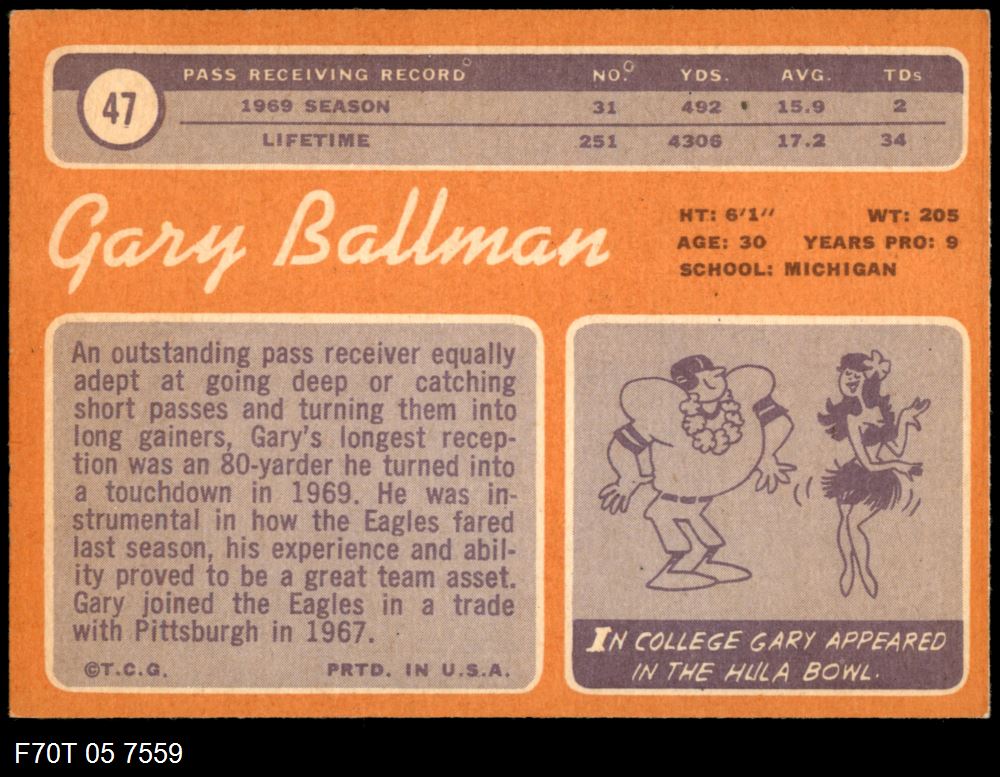 47
PASS RECEIVING RECORD NO. YDS. AVG. TDs
1969 SEASON 31 492 15.9 2
LIFETIME 251 4306 17.2 34
Gary Ballman
HT: 6'1" WT: 205
AGE: 30 YEARS PRO: 9
SCHOOL: MICHIGAN
An outstanding pass receiver equally
adept at going deep or catching
short passes and turning them into
long gainers, Gary's longest recep-
tion was an 80-yarder he turned into
a touchdown in 1969. He was in-
strumental in how the Eagles fared
last season, his experience and abil-
ity proved to be a great team asset.
Gary joined the Eagles in a trade
with Pittsburgh in 1967.
©T.C.G. PRTD. IN U.S.A.
IN COLLEGE GARY APPEARED
IN THE HULA BOWL.
F70T 05 7559